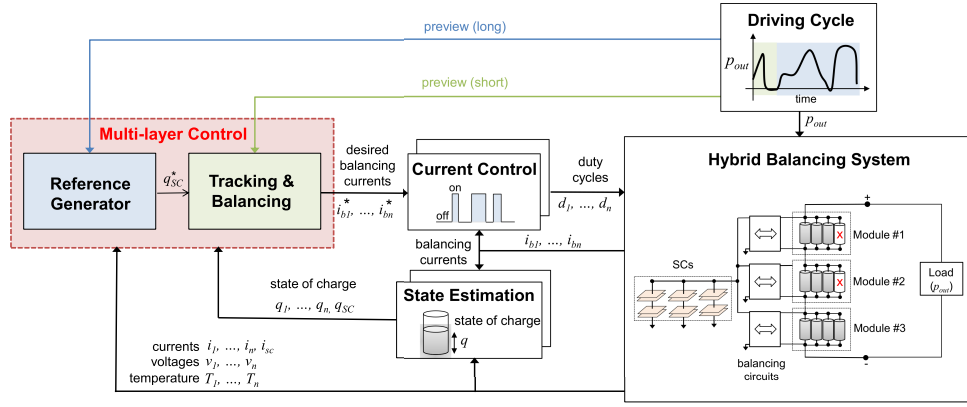 Driving Cycle
p_out
time
preview (long)
preview (short)
p_out
Multi-layer Control
Reference
Generator
q*_SC
Tracking &
Balancing
desired
balancing
currents
i*_b1, ..., i*_bn
Current Control
on
off
duty
cycles
d_1, ..., d_n
balancing
currents
i_b1, ..., i_bn
State Estimation
state of charge
q
state of charge
q_1, ..., q_n, q_SC
currents i_1, ..., i_n, i_sc
voltages v_1, ..., v_n
temperature T_1, ..., T_n
Hybrid Balancing System
SCs
+
X
Module #1
X
Module #2
Module #3
Load
(p_out)
-
balancing
circuits